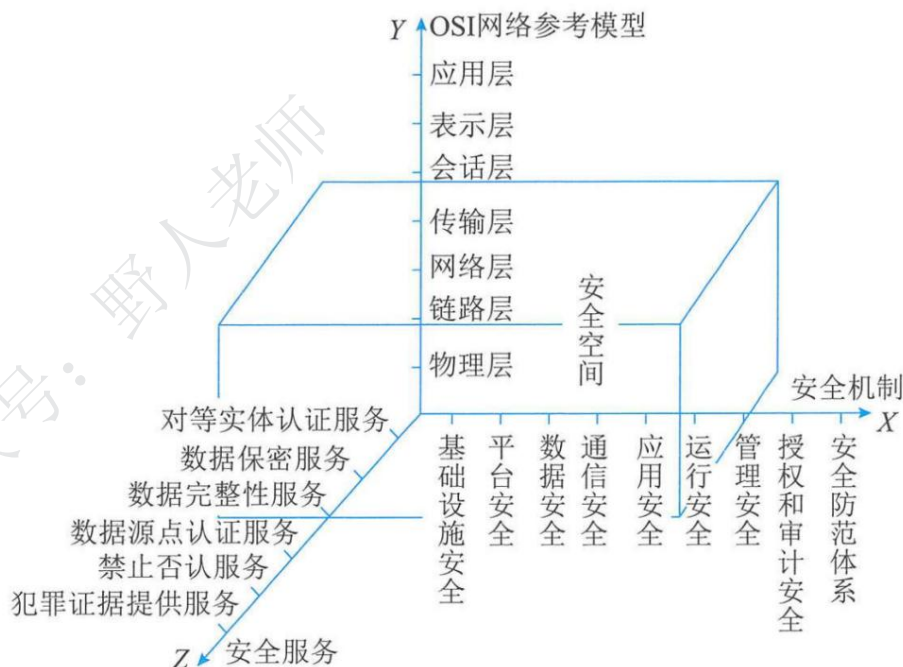 Y
OSI网络参考模型
应用层
表示层
会话层
传输层
网络层
链路层
物理层
安全空间
安全机制
X
对等实体认证服务
数据保密服务
数据完整性服务
数据源点认证服务
禁止否认服务
犯罪证据提供服务
Z
安全服务
基础设施安全
平台安全
数据安全
通信安全
应用安全
运行安全
管理安全
授权和审计安全
安全防范体系
号：野人老师